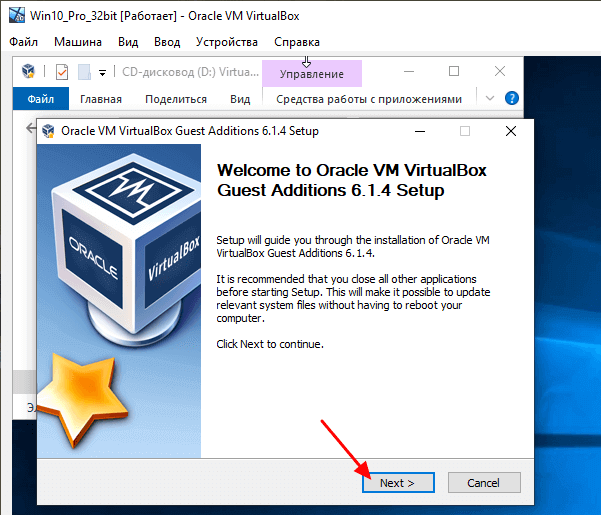 Win10_Pro_32bit [Работает] - Oracle VM VirtualBox
Файл Машина Вид Ввод Устройства Справка
CD-дисковод (D:) Virtua... Управление
Файл Главная Поделиться Вид Средства работы с приложениями
Oracle VM VirtualBox Guest Additions 6.1.4 Setup
Welcome to Oracle VM VirtualBox
Guest Additions 6.1.4 Setup
ORACLE
VirtualBox
Setup will guide you through the installation of Oracle VM
VirtualBox Guest Additions 6.1.4.
It is recommended that you close all other applications
before starting Setup. This will make it possible to update
relevant system files without having to reboot your
computer.
Click Next to continue.
Next >
Cancel